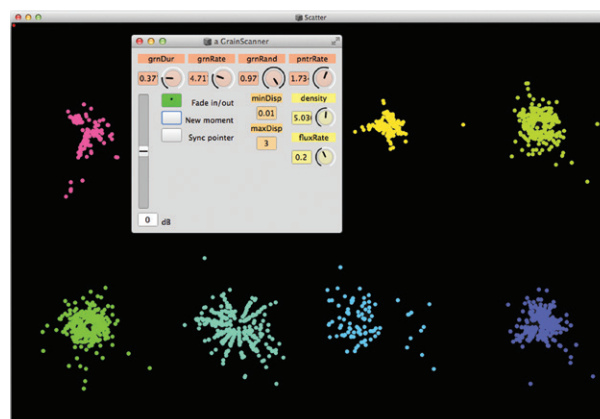 Scatter
a GrainScanner
grnDur grnRate grnRand pntrRate
0.37 4.71 0.97 1.73
* Fade in/out minDisp density
New moment 0.01 5.03
Sync pointer maxDisp fluxRate
3 0.2
0 dB